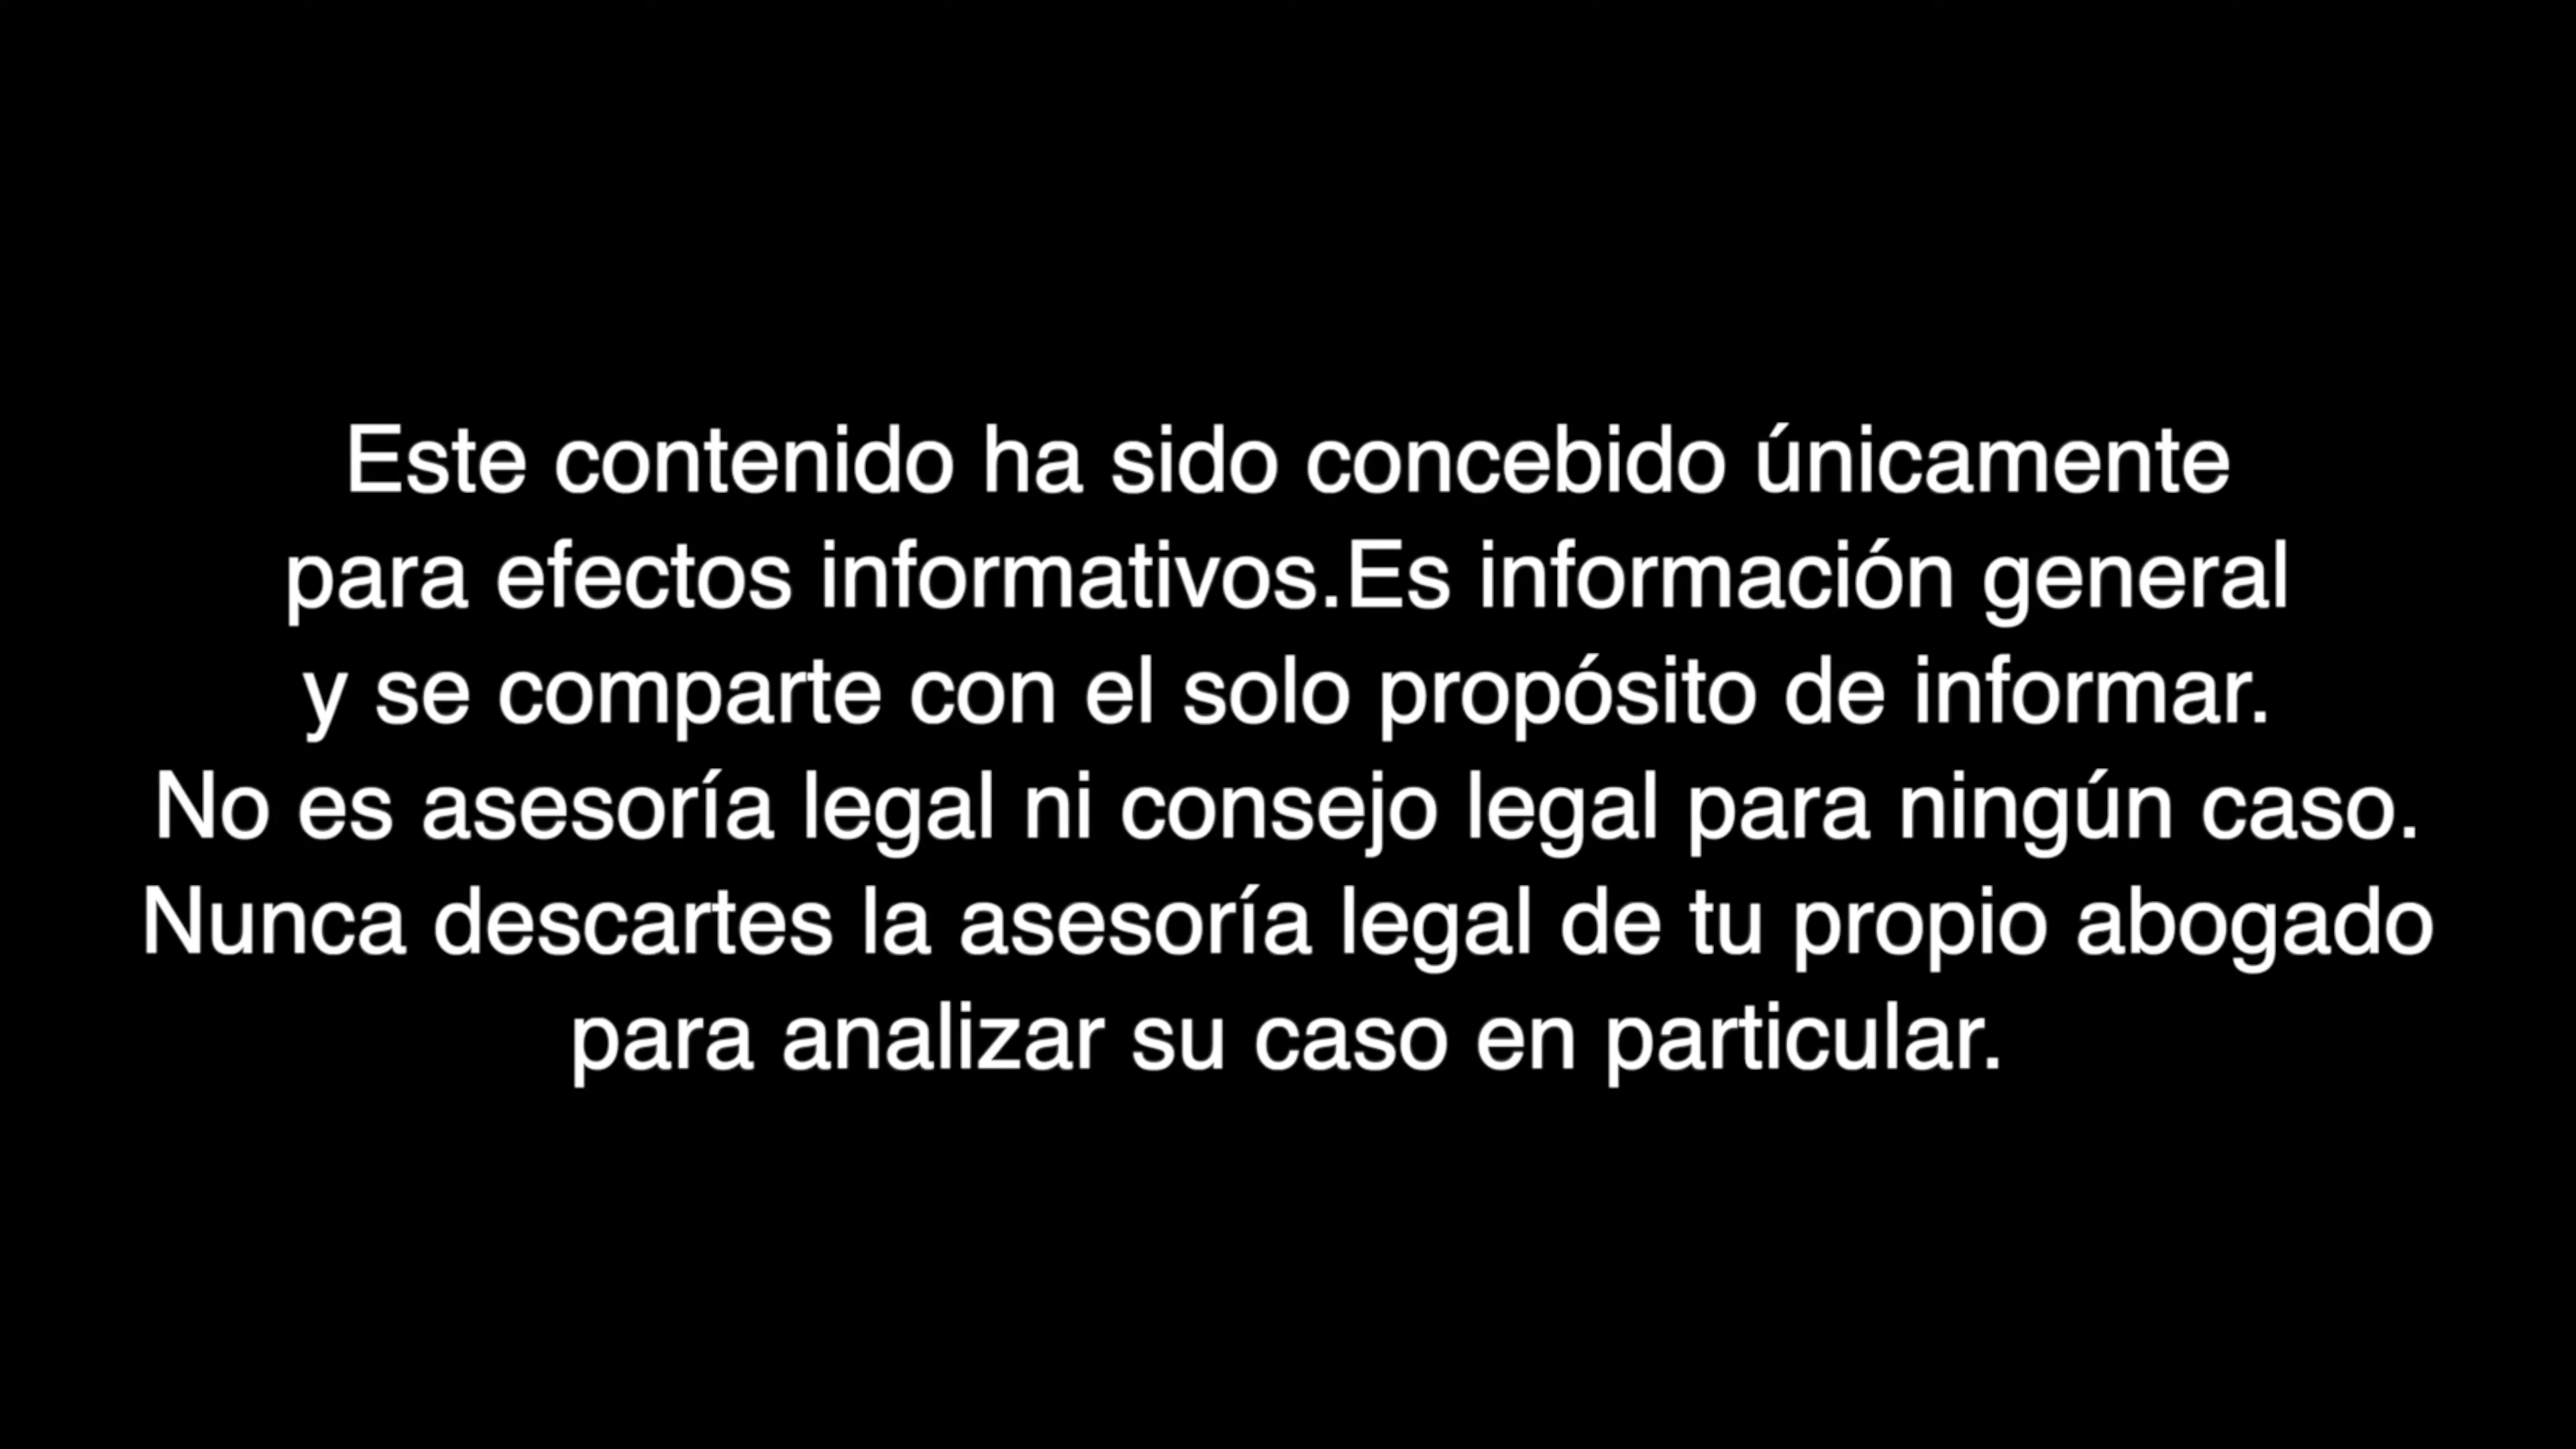 Este contenido ha sido concebido únicamente
para efectos informativos.Es información general
y se comparte con el solo propósito de informar.
No es asesoría legal ni consejo legal para ningún caso.
Nunca descartes la asesoría legal de tu propio abogado
para analizar su caso en particular.